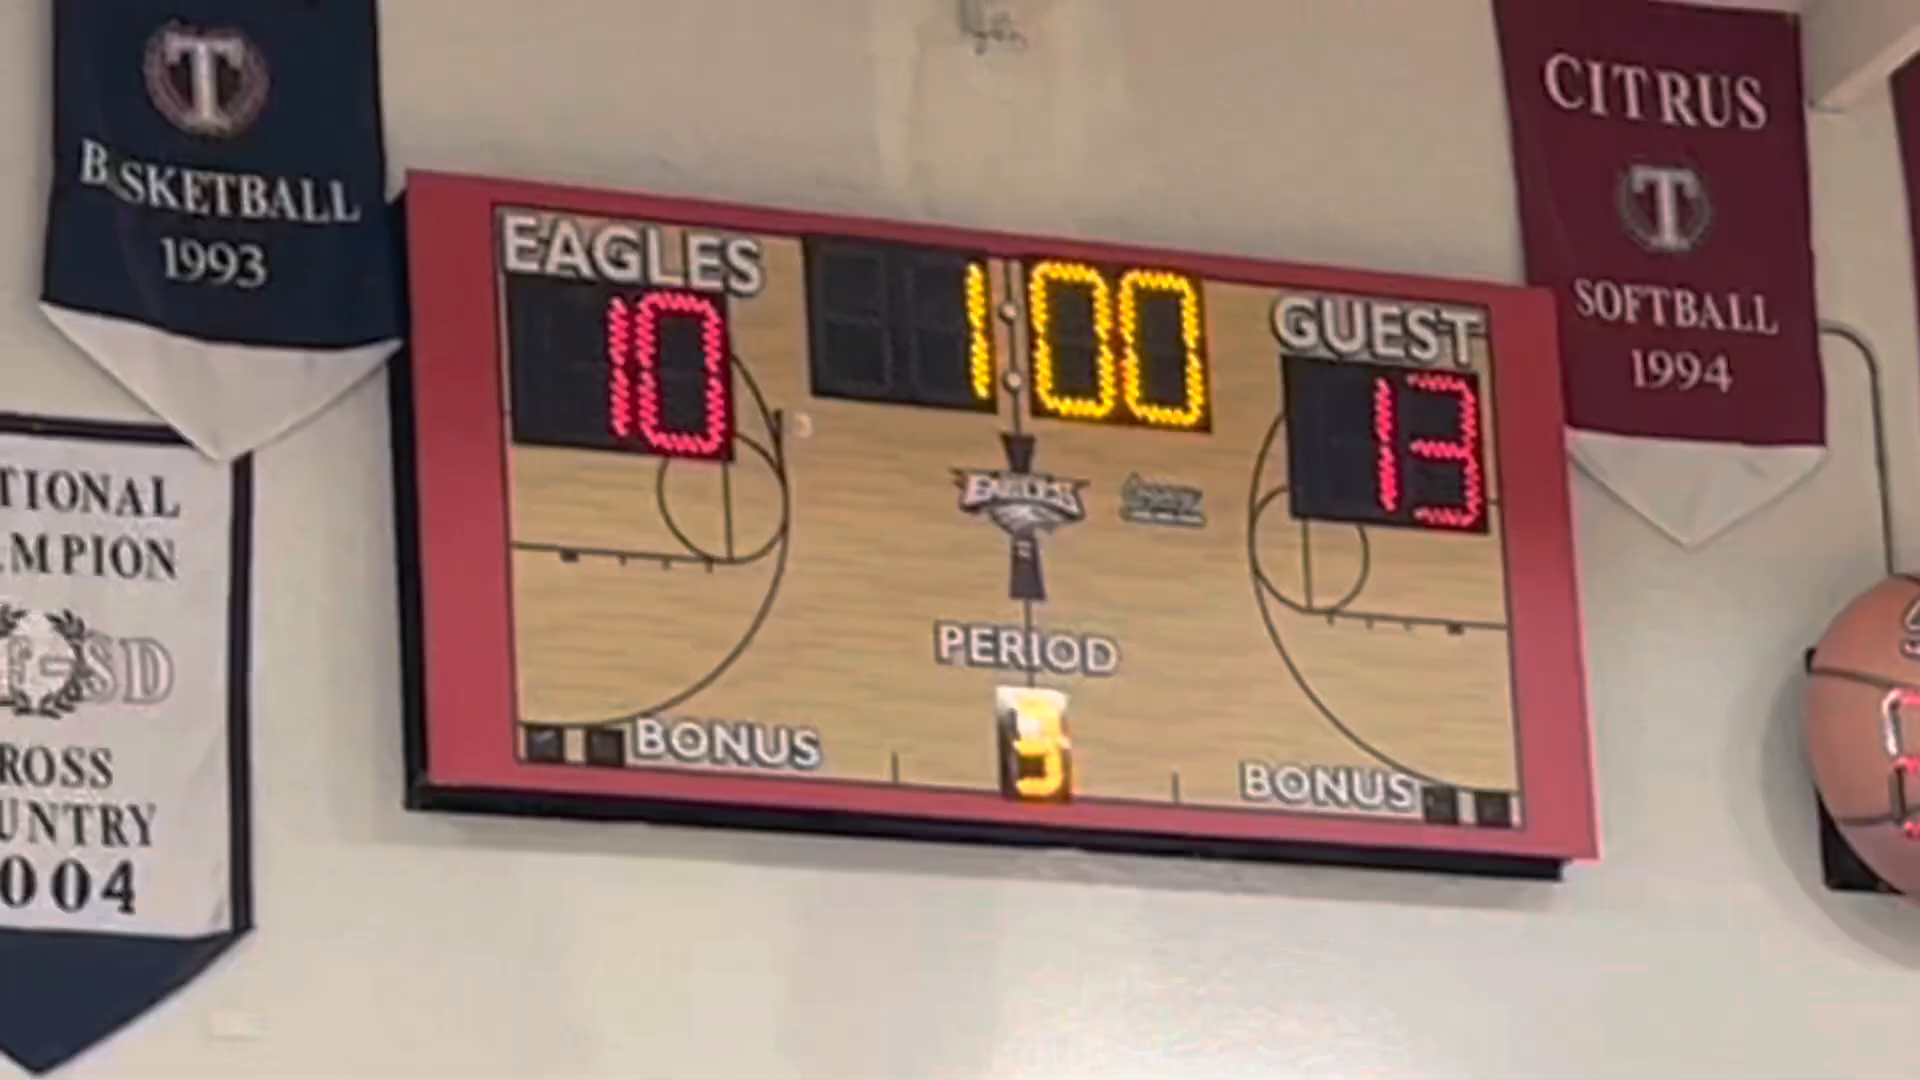 T
BASKETBALL
1993
TIONAL
MPION
SD
ROSS
UNTRY
004
EAGLES
10
1:00
GUEST
13
EAGLES
PERIOD
BONUS
BONUS
CITRUS
T
SOFTBALL
1994